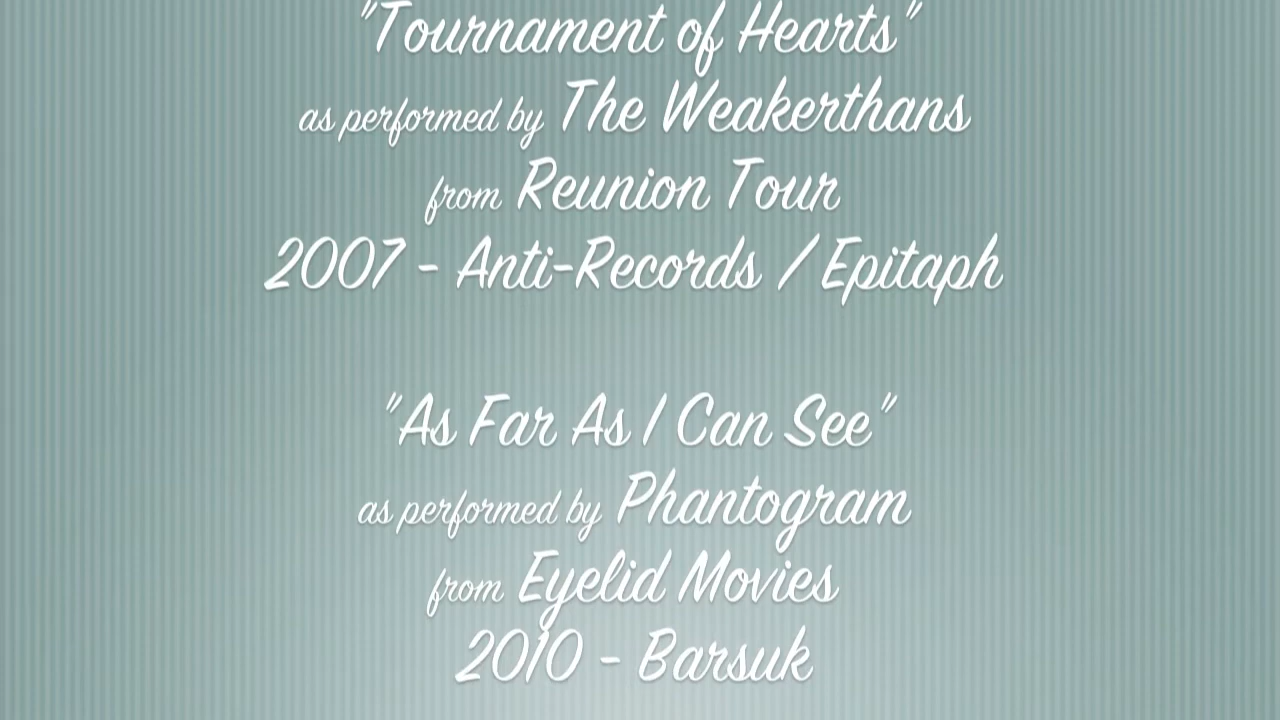 "Tournament of Hearts"
as performed by The Weakerthans
from Reunion Tour
2007 - Anti-Records / Epitaph
"As Far As I Can See"
as performed by Phantogram
from Eyelid Movies
2010 - Barsuk